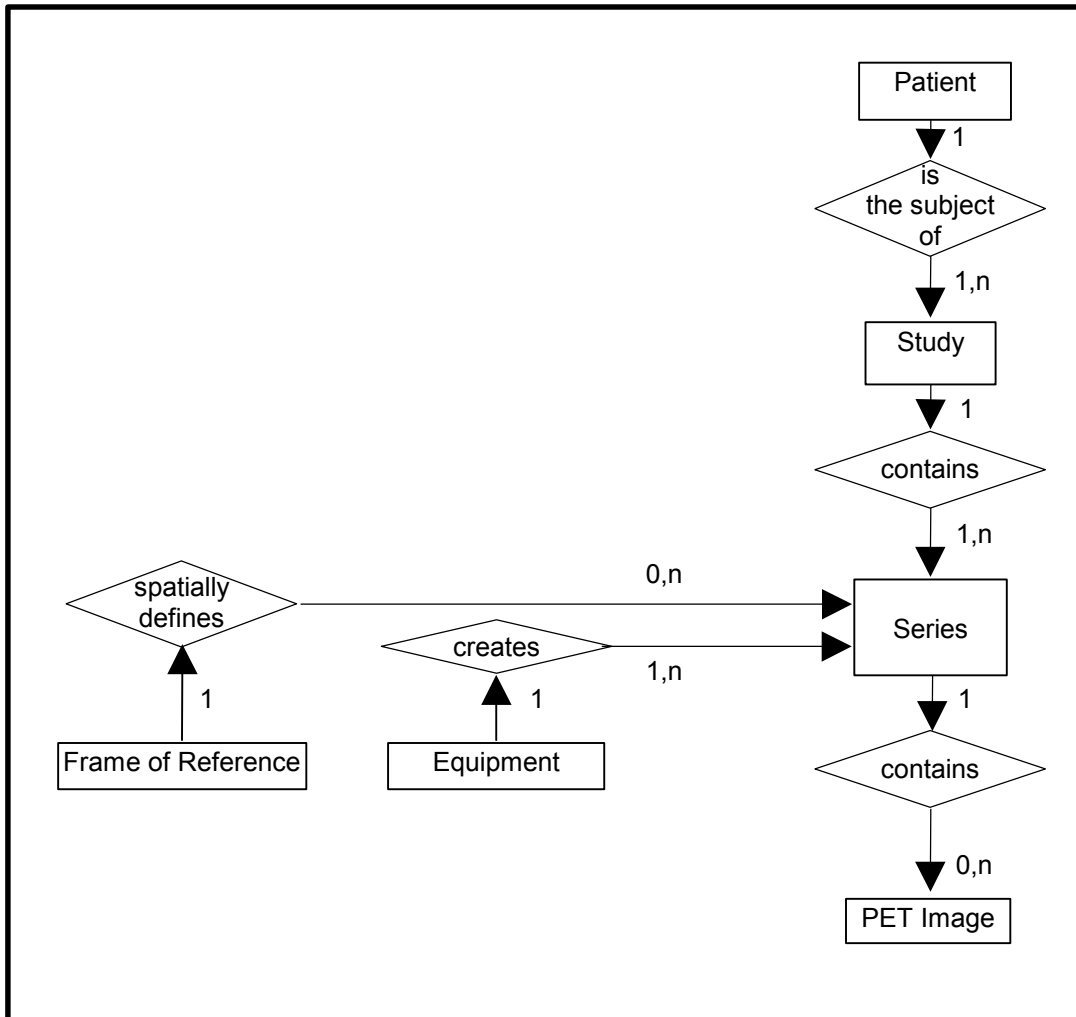 Patient
1
is
the subject
of
1,n
Study
1
contains
1,n
spatially
defines
0,n
Series
creates
1,n
1
1
1
Frame of Reference
Equipment
contains
0,n
PET Image